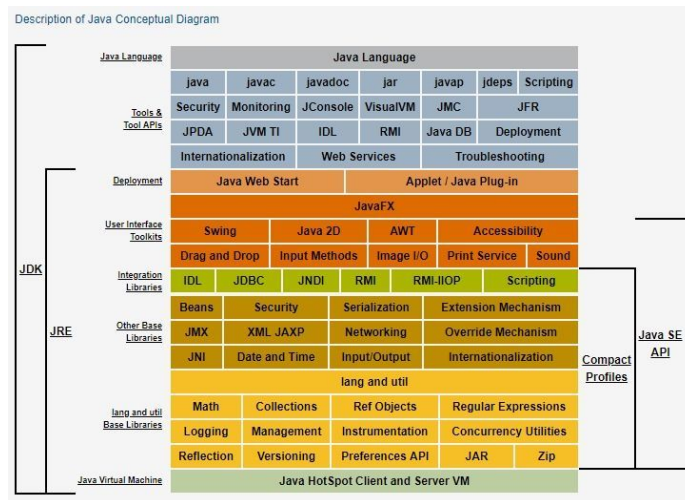 Description of Java Conceptual Diagram
Java Language Java Language
java javac javadoc jar javap jdeps Scripting
Tools & Tool APIs
Security Monitoring JConsole VisualVM JMC JFR
JPDA JVM TI IDL RMI Java DB Deployment
Internationalization Web Services Troubleshooting
Deployment Java Web Start Applet / Java Plug-in
JavaFX
User Interface Toolkits
Swing Java 2D AWT Accessibility
Drag and Drop Input Methods Image I/O Print Service Sound
Integration Libraries
IDL JDBC JNDI RMI RMI-IIOP Scripting
Beans Security Serialization Extension Mechanism
Other Base Libraries
JMX XML JAXP Networking Override Mechanism
JNI Date and Time Input/Output Internationalization
lang and util
lang and util Base Libraries
Math Collections Ref Objects Regular Expressions
Logging Management Instrumentation Concurrency Utilities
Reflection Versioning Preferences API JAR Zip
Java Virtual Machine Java HotSpot Client and Server VM
JDK
JRE
Compact Profiles
Java SE API